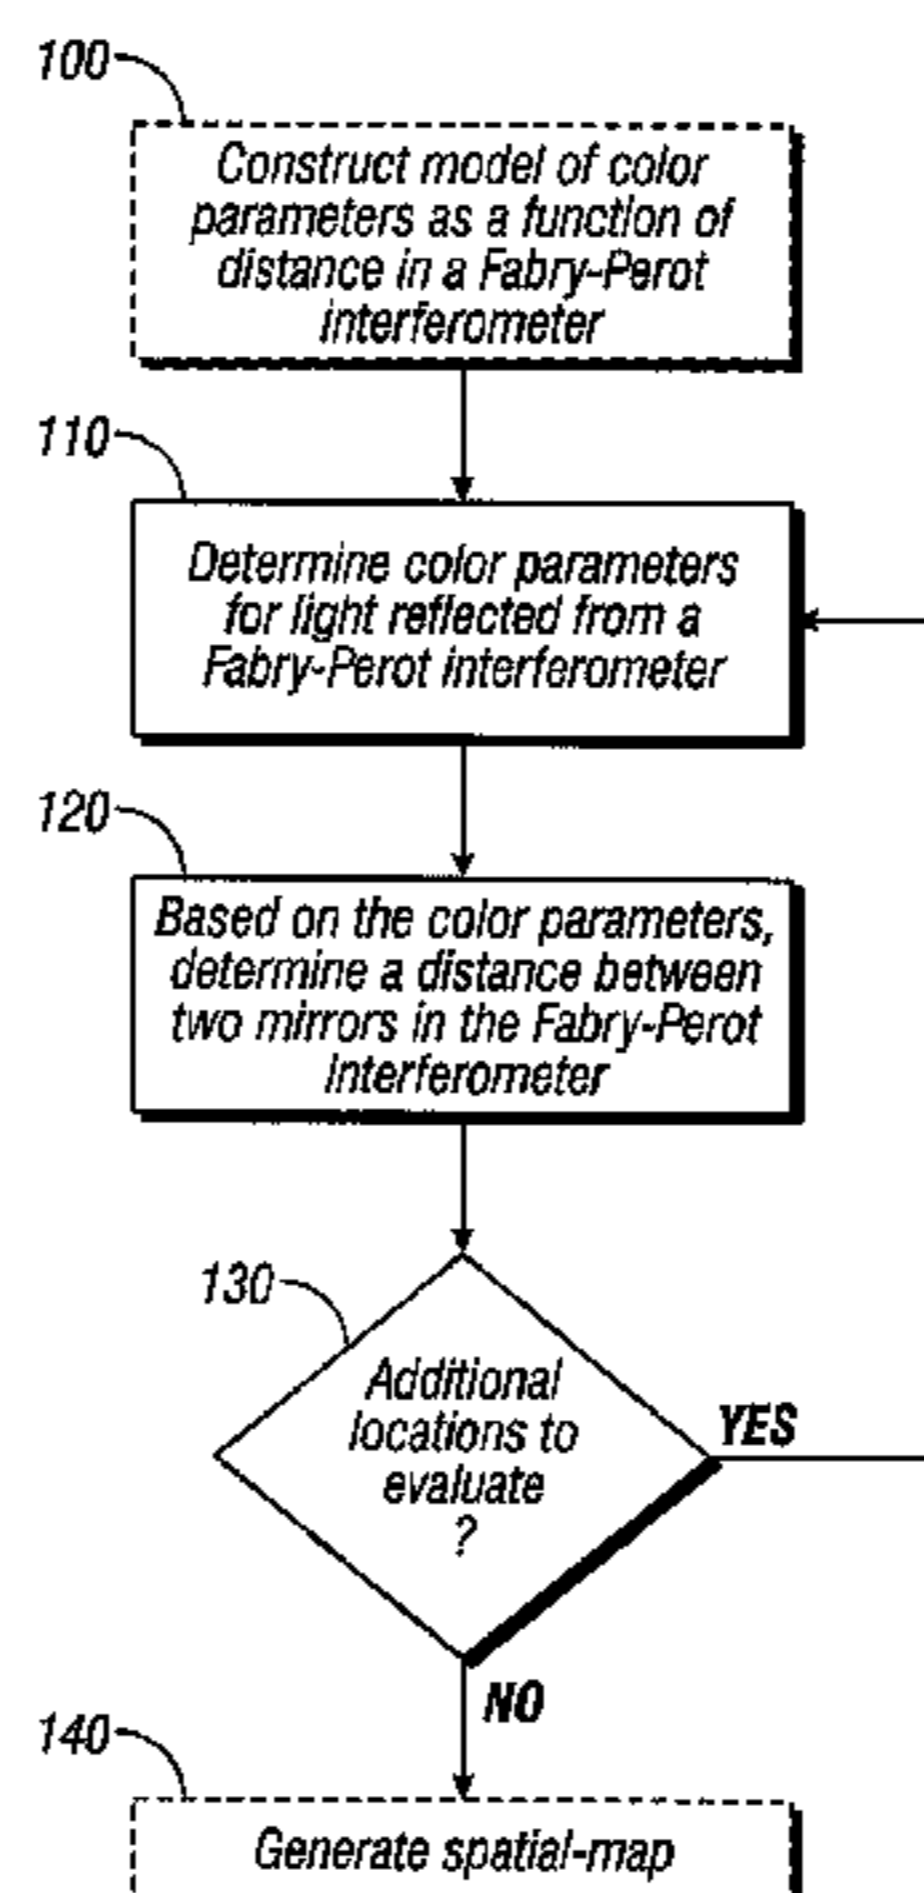 100
Construct model of color
parameters as a function of
distance in a Fabry-Perot
interferometer
110
Determine color parameters
for light reflected from a
Fabry-Perot interferometer
120
Based on the color parameters,
determine a distance between
two mirrors in the Fabry-Perot
interferometer
130
Additional
locations to
evaluate
?
YES
NO
140
Generate spatial-map